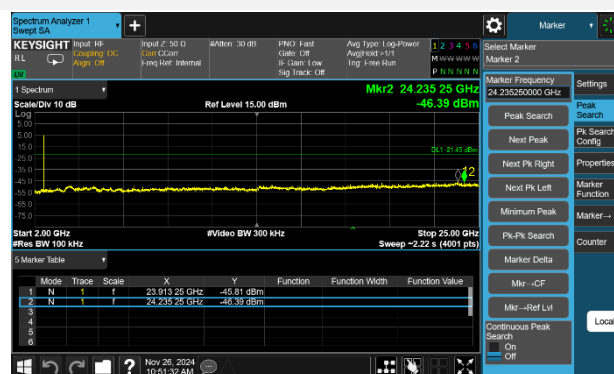 Spectrum Analyzer 1
Swept SA
Marker
KEYSIGHT
RL
Input: RF
Coupling: DC
Align: Off
Input Z: 50 Ω
Corr CCorr
Freq Ref: Internal
#Atten: 30 dB
PNO: Fast
Gate: Off
IF Gain: Low
Sig Track: Off
Avg Type: Log-Power
Avg|Hold:>1/1
Trig: Free Run
1 2 3 4 5 6
M W W W W W
P N N N N N
Select Marker
Marker 2
1 Spectrum
Scale/Div 10 dB
Log
Ref Level 15.00 dBm
Mkr2 24.235 25 GHz
-46.39 dBm
5.00
-5.00
-15.0
-25.0
-35.0
-45.0
-55.0
-65.0
-75.0
DL1 -21.45 dBm
1 2
Start 2.00 GHz
#Res BW 100 kHz
#Video BW 300 kHz
Stop 25.00 GHz
Sweep ~2.22 s (4001 pts)
5 Marker Table
Mode Trace Scale X Y Function Function Width Function Value
1 N 1 f 23.913 25 GHz -45.81 dBm
2 N 1 f 24.235 25 GHz -46.39 dBm
3
4
5
6
Marker Frequency
24.235250000 GHz
Peak Search
Next Peak
Next Pk Right
Next Pk Left
Minimum Peak
Pk-Pk Search
Marker Delta
Mkr→CF
Mkr→Ref Lvl
Continuous Peak
Search
On
Off
Settings
Peak
Search
Pk Search
Config
Properties
Marker
Function
Marker→
Counter
Local
Nov 26, 2024
10:51:32 AM